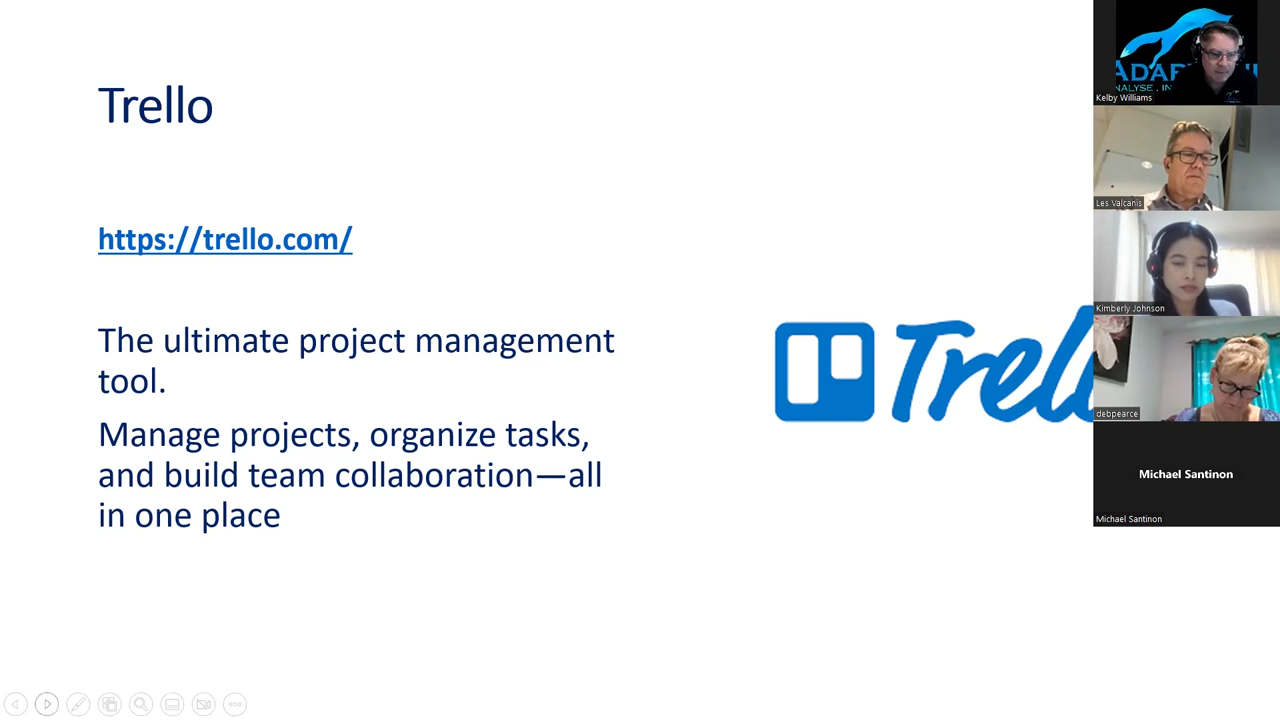 Trello
https://trello.com/
The ultimate project management
tool.
Manage projects, organize tasks,
and build team collaboration—all
in one place
Trel
Kelby Williams
Les Valcanis
Kimberly Johnson
debpearce
Michael Santinon
Michael Santinon